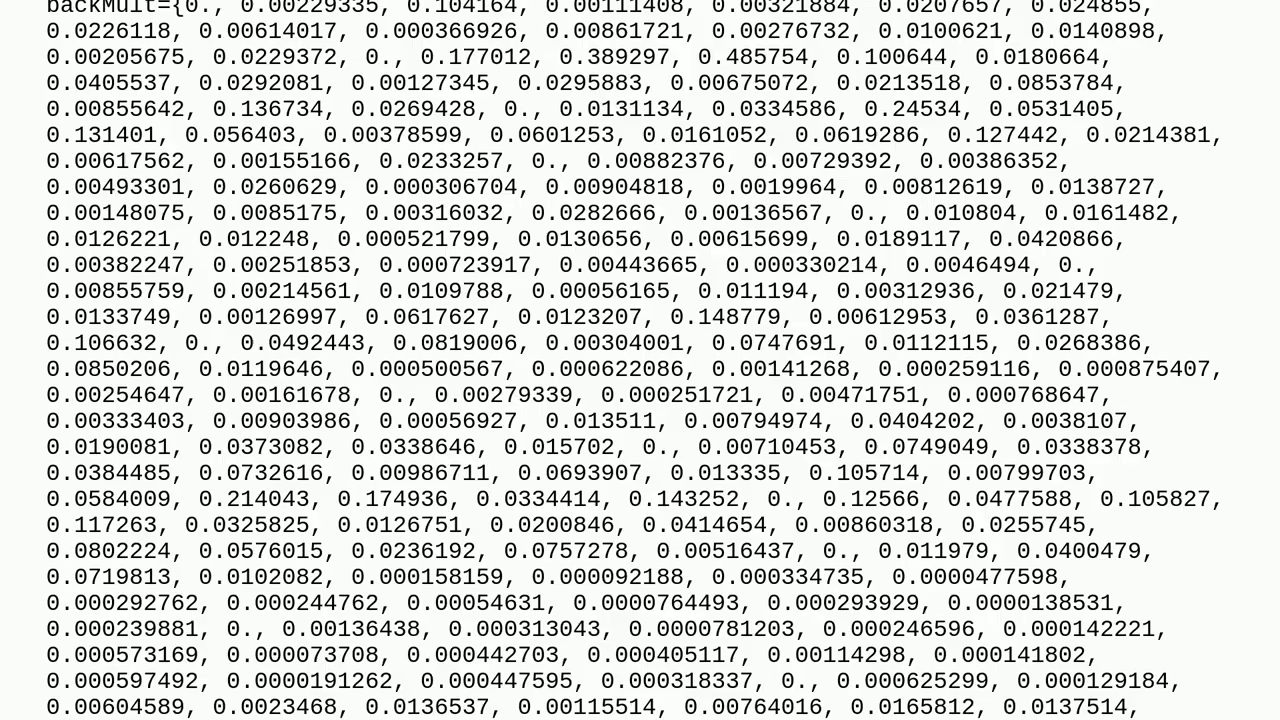 backMult={0., 0.00229335, 0.104164, 0.00111408, 0.00321884, 0.0207657, 0.024855,
0.0226118, 0.00614017, 0.000366926, 0.00861721, 0.00276732, 0.0100621, 0.0140898,
0.00205675, 0.0229372, 0., 0.177012, 0.389297, 0.485754, 0.100644, 0.0180664,
0.0405537, 0.0292081, 0.00127345, 0.0295883, 0.00675072, 0.0213518, 0.0853784,
0.00855642, 0.136734, 0.0269428, 0., 0.0131134, 0.0334586, 0.24534, 0.0531405,
0.131401, 0.056403, 0.00378599, 0.0601253, 0.0161052, 0.0619286, 0.127442, 0.0214381,
0.00617562, 0.00155166, 0.0233257, 0., 0.00882376, 0.00729392, 0.00386352,
0.00493301, 0.0260629, 0.000306704, 0.00904818, 0.0019964, 0.00812619, 0.0138727,
0.00148075, 0.0085175, 0.00316032, 0.0282666, 0.00136567, 0., 0.010804, 0.0161482,
0.0126221, 0.012248, 0.000521799, 0.0130656, 0.00615699, 0.0189117, 0.0420866,
0.00382247, 0.00251853, 0.000723917, 0.00443665, 0.000330214, 0.0046494, 0.,
0.00855759, 0.00214561, 0.0109788, 0.00056165, 0.011194, 0.00312936, 0.021479,
0.0133749, 0.00126997, 0.0617627, 0.0123207, 0.148779, 0.00612953, 0.0361287,
0.106632, 0., 0.0492443, 0.0819006, 0.00304001, 0.0747691, 0.0112115, 0.0268386,
0.0850206, 0.0119646, 0.000500567, 0.000622086, 0.00141268, 0.000259116, 0.000875407,
0.00254647, 0.00161678, 0., 0.00279339, 0.000251721, 0.00471751, 0.000768647,
0.00333403, 0.00903986, 0.00056927, 0.013511, 0.00794974, 0.0404202, 0.0038107,
0.0190081, 0.0373082, 0.0338646, 0.015702, 0., 0.00710453, 0.0749049, 0.0338378,
0.0384485, 0.0732616, 0.00986711, 0.0693907, 0.013335, 0.105714, 0.00799703,
0.0584009, 0.214043, 0.174936, 0.0334414, 0.143252, 0., 0.12566, 0.0477588, 0.105827,
0.117263, 0.0325825, 0.0126751, 0.0200846, 0.0414654, 0.00860318, 0.0255745,
0.0802224, 0.0576015, 0.0236192, 0.0757278, 0.00516437, 0., 0.011979, 0.0400479,
0.0719813, 0.0102082, 0.000158159, 0.000092188, 0.000334735, 0.0000477598,
0.000292762, 0.000244762, 0.00054631, 0.0000764493, 0.000293929, 0.0000138531,
0.000239881, 0., 0.00136438, 0.000313043, 0.0000781203, 0.000246596, 0.000142221,
0.000573169, 0.000073708, 0.000442703, 0.000405117, 0.00114298, 0.000141802,
0.000597492, 0.0000191262, 0.000447595, 0.000318337, 0., 0.000625299, 0.000129184,
0.00604589, 0.0023468, 0.0136537, 0.00115514, 0.00764016, 0.0165812, 0.0137514,